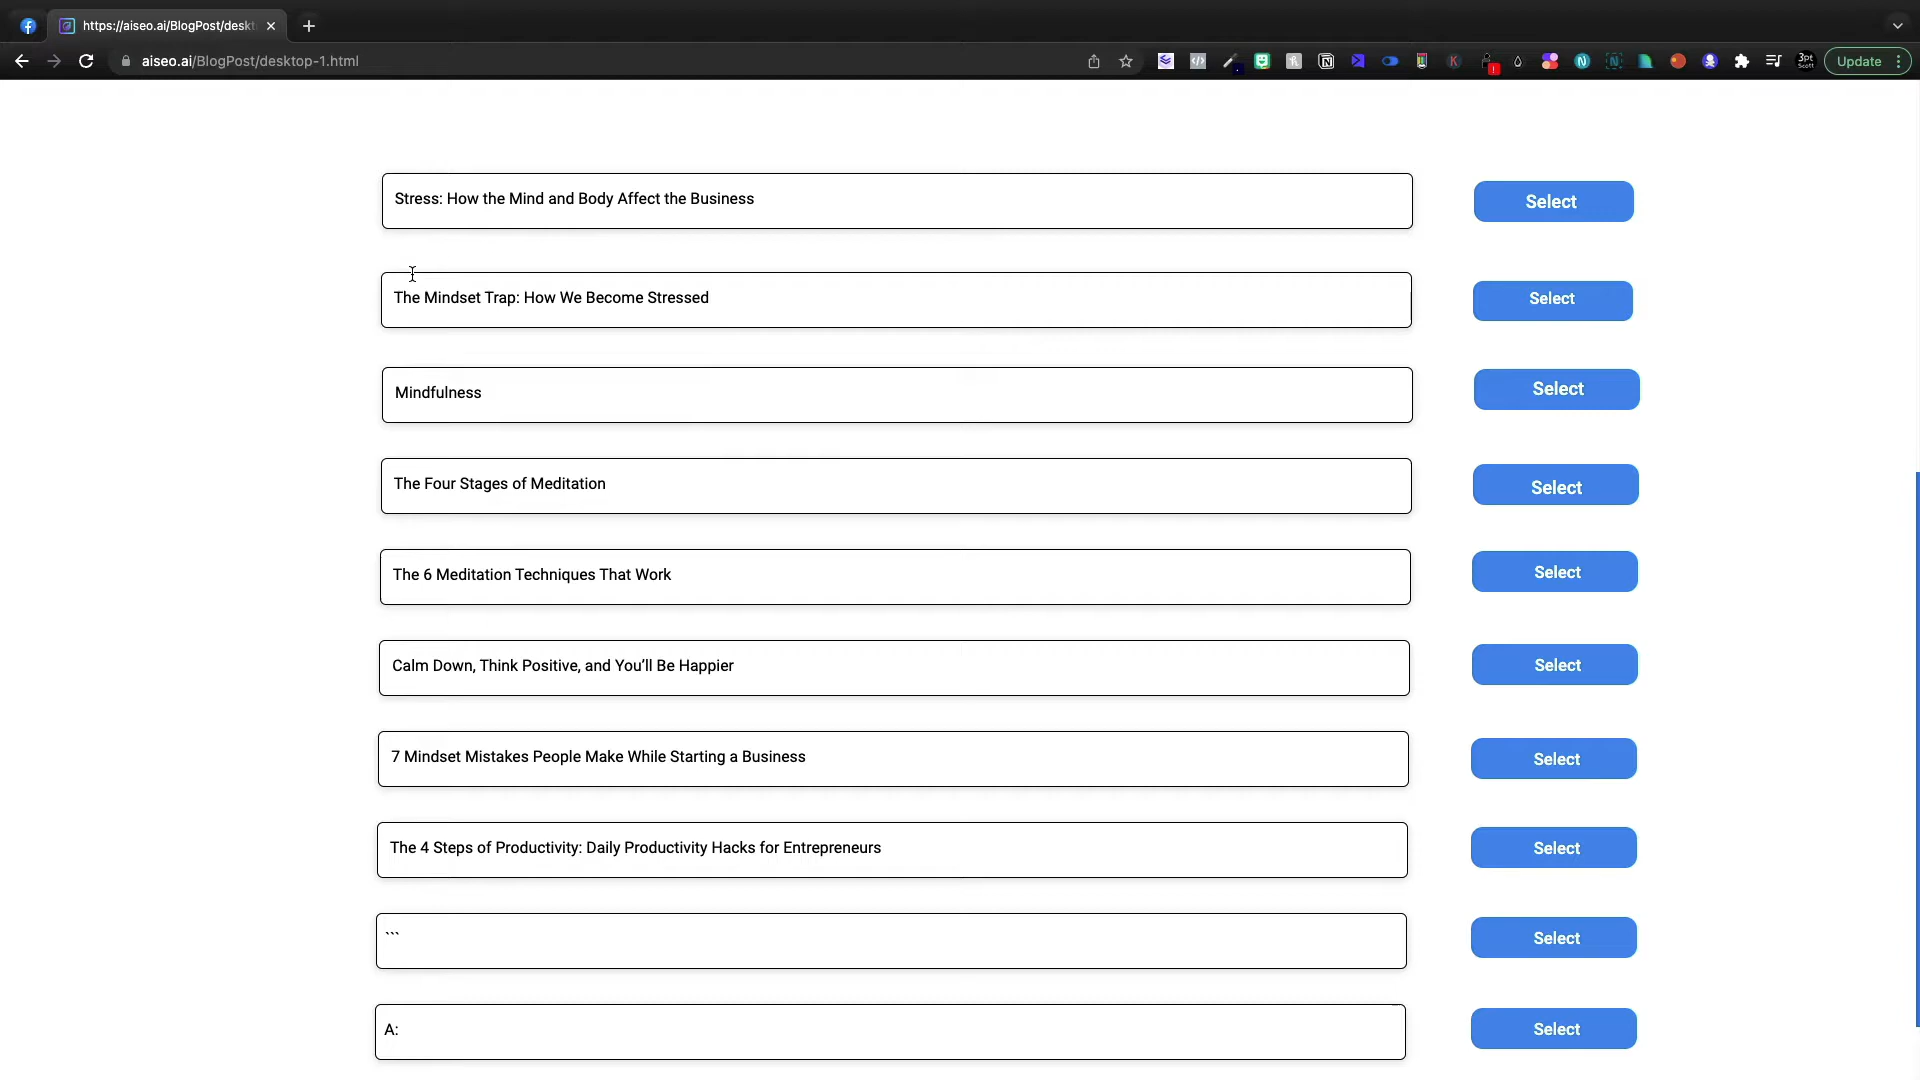 https://aiseo.ai/BlogPost/deskt
aiseo.ai/BlogPost/desktop-1.html
Update
Stress: How the Mind and Body Affect the Business
Select
The Mindset Trap: How We Become Stressed
Select
Mindfulness
Select
The Four Stages of Meditation
Select
The 6 Meditation Techniques That Work
Select
Calm Down, Think Positive, and You’ll Be Happier
Select
7 Mindset Mistakes People Make While Starting a Business
Select
The 4 Steps of Productivity: Daily Productivity Hacks for Entrepreneurs
Select
```
Select
A:
Select